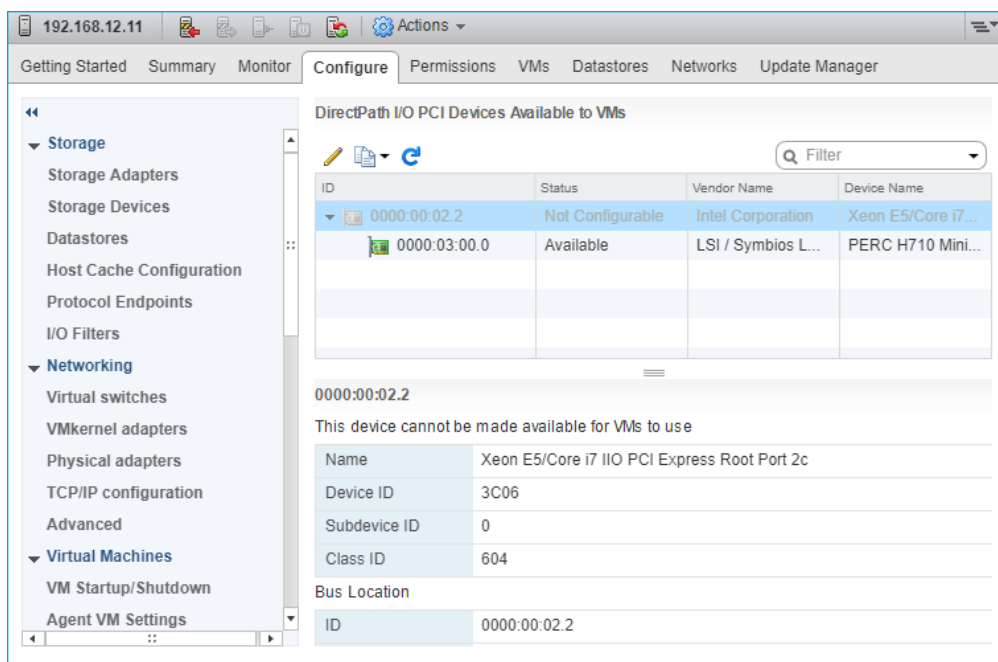 192.168.12.11 Actions
Getting Started Summary Monitor Configure Permissions VMs Datastores Networks Update Manager
Storage
Storage Adapters
Storage Devices
Datastores
Host Cache Configuration
Protocol Endpoints
I/O Filters
Networking
Virtual switches
VMkernel adapters
Physical adapters
TCP/IP configuration
Advanced
Virtual Machines
VM Startup/Shutdown
Agent VM Settings
DirectPath I/O PCI Devices Available to VMs
Filter
ID Status Vendor Name Device Name
0000:00:02.2 Not Configurable Intel Corporation Xeon E5/Core i7...
0000:03:00.0 Available LSI / Symbios L... PERC H710 Mini...
0000:00:02.2
This device cannot be made available for VMs to use
Name Xeon E5/Core i7 IIO PCI Express Root Port 2c
Device ID 3C06
Subdevice ID 0
Class ID 604
Bus Location
ID 0000:00:02.2